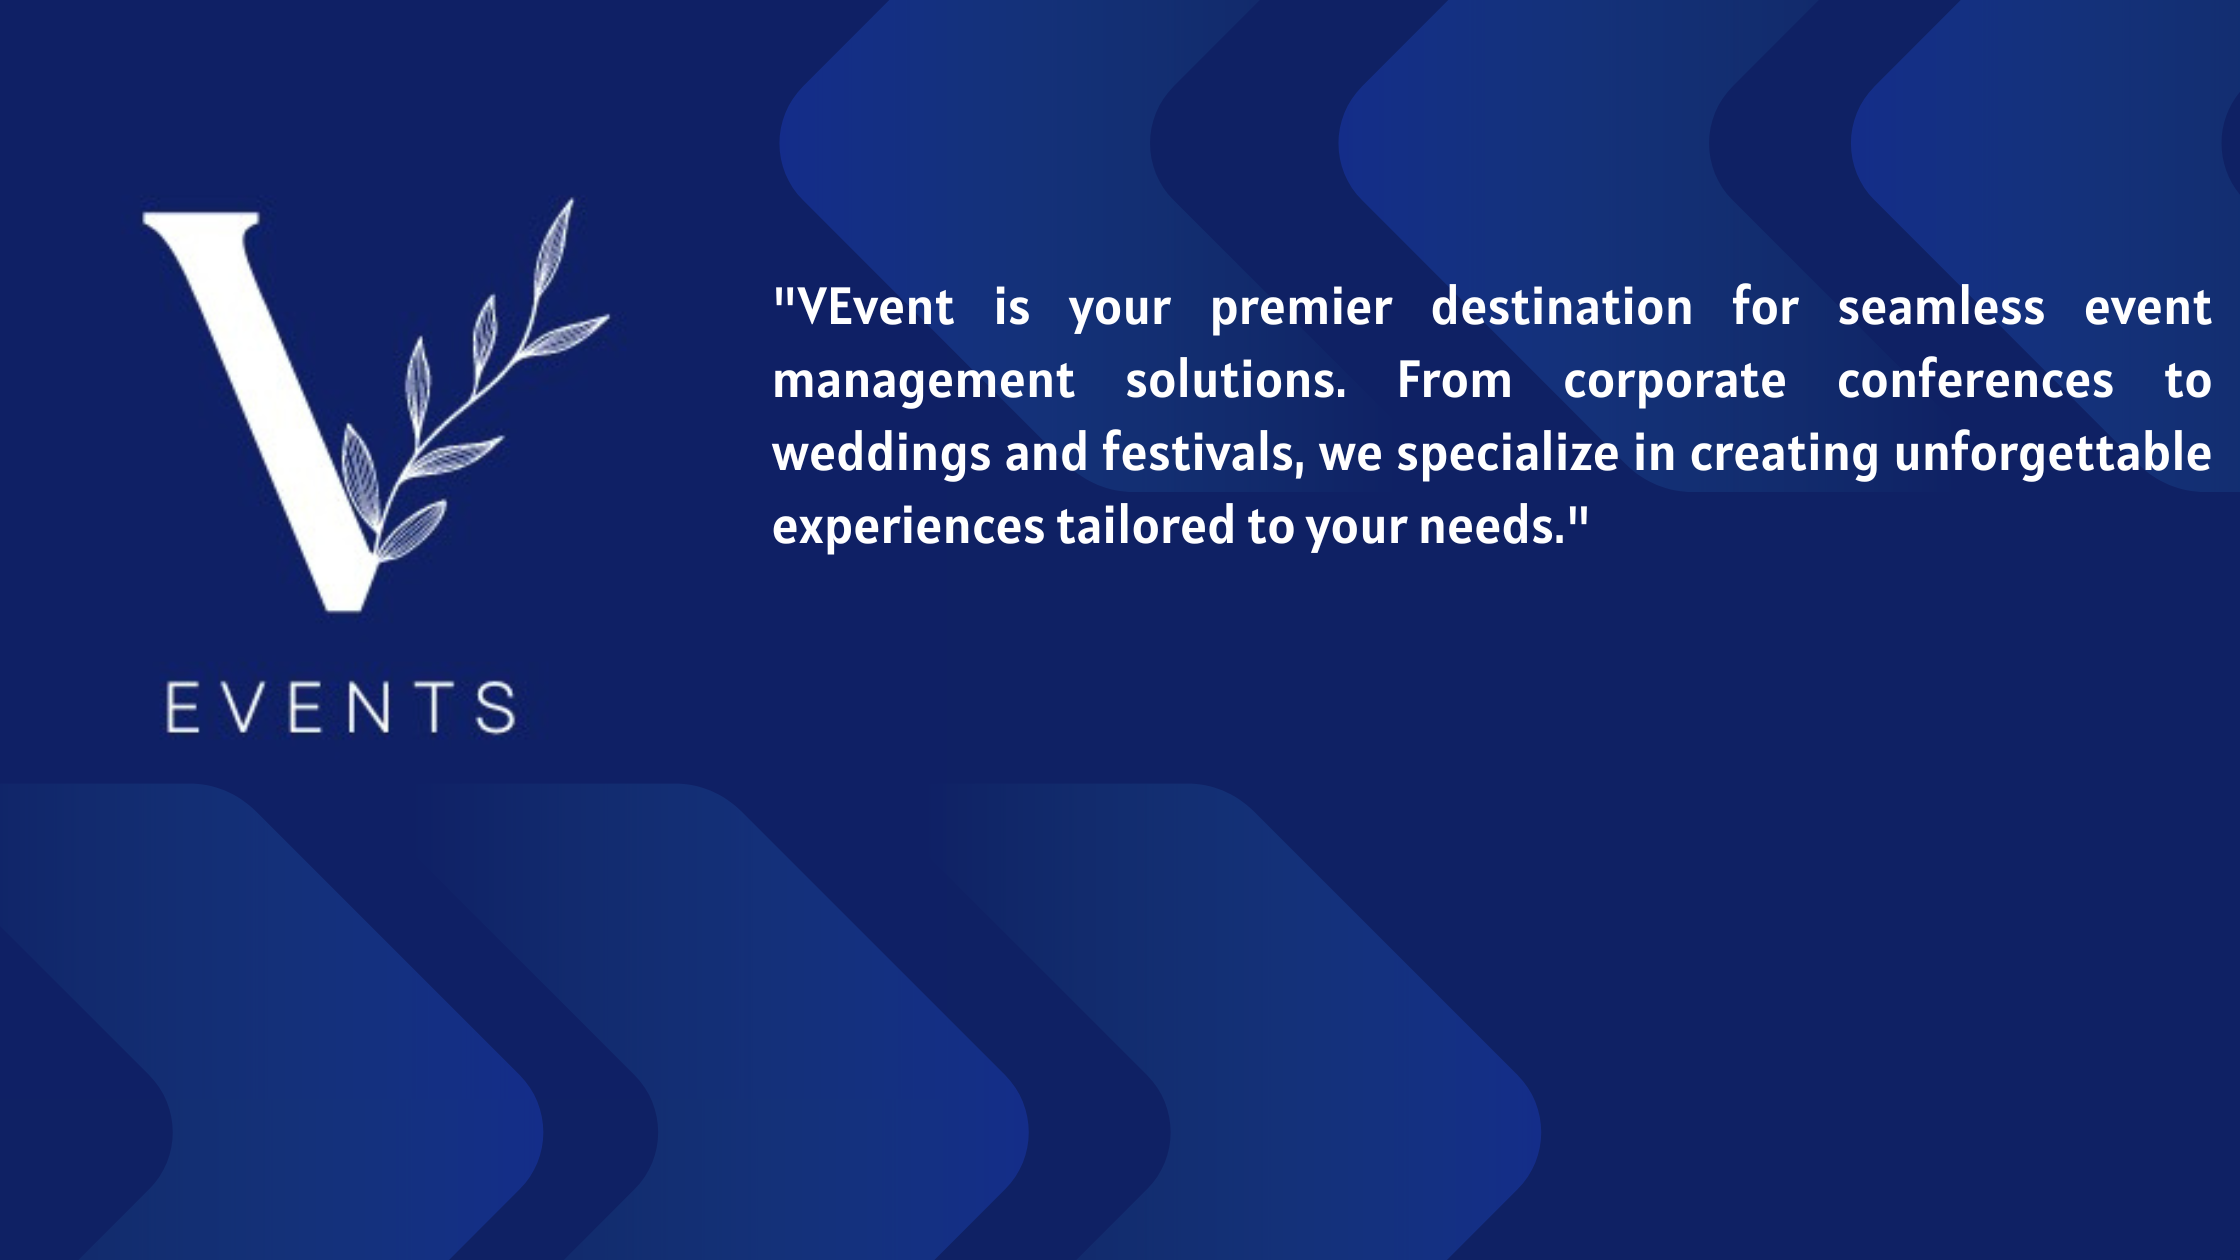 V
EVENTS
"VEvent is your premier destination for seamless event
management solutions. From corporate conferences to
weddings and festivals, we specialize in creating unforgettable
experiences tailored to your needs."